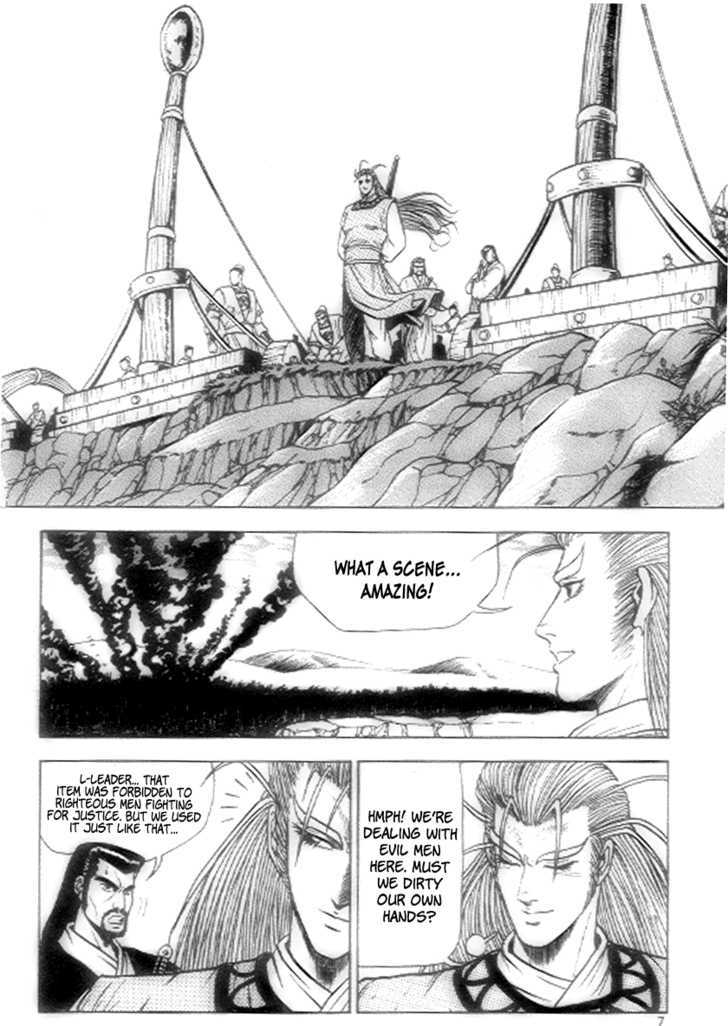 WHAT A SCENE...
AMAZING!
L-LEADER... THAT
ITEM WAS FORBIDDEN TO
RIGHTEOUS MEN FIGHTING
FOR JUSTICE. BUT WE USED
IT JUST LIKE THAT...
HMPH! WE'RE
DEALING WITH
EVIL MEN
HERE. MUST
WE DIRTY
OUR OWN
HANDS?
7